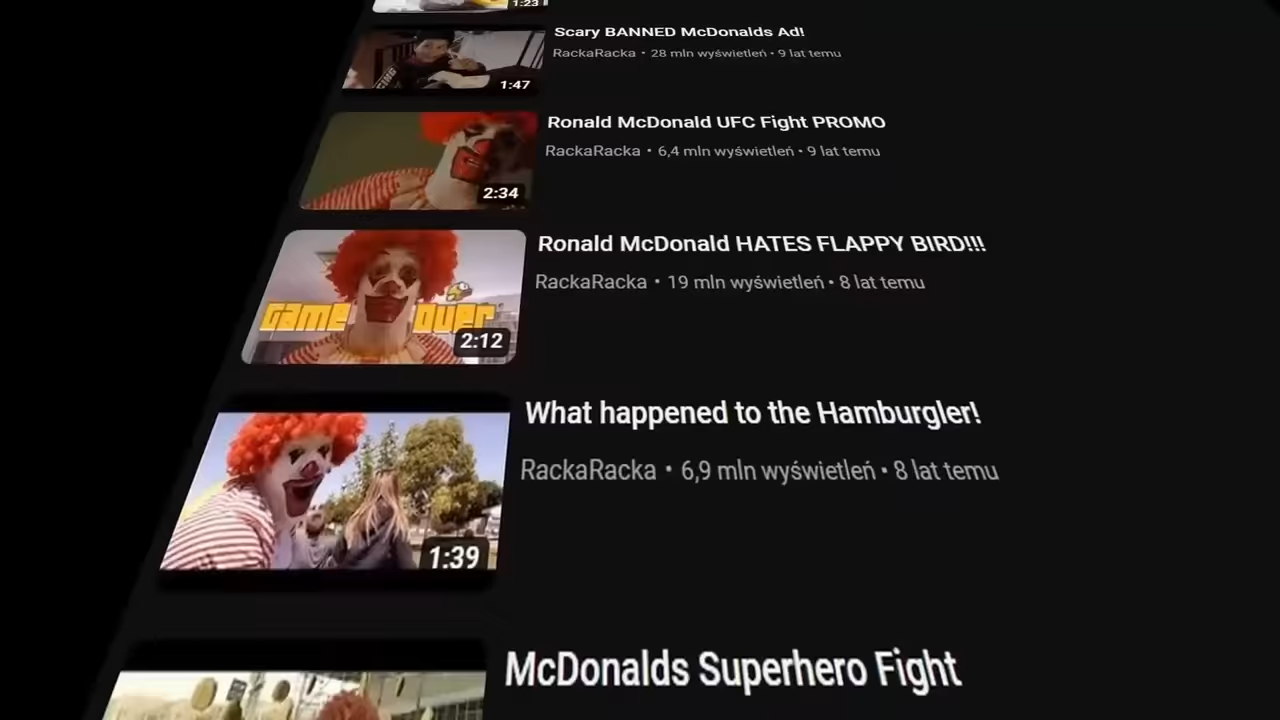 1:23
Scary BANNED McDonalds Ad!
RackaRacka • 28 mln wyświetleń • 9 lat temu
1:47
Ronald McDonald UFC Fight PROMO
RackaRacka • 6,4 mln wyświetleń • 9 lat temu
2:34
Ronald McDonald HATES FLAPPY BIRD!!!
RackaRacka • 19 mln wyświetleń • 8 lat temu
Game over
2:12
What happened to the Hamburgler!
RackaRacka • 6,9 mln wyświetleń • 8 lat temu
1:39
McDonalds Superhero Fight